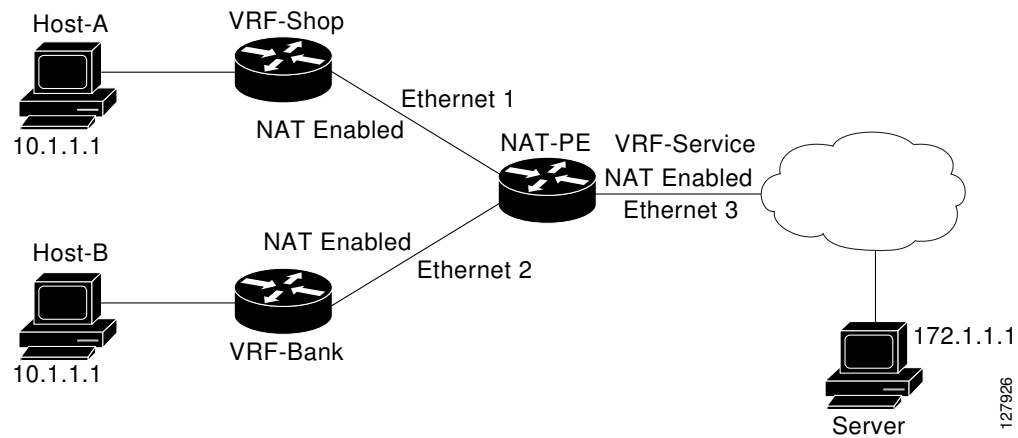 Host-A
VRF-Shop
Ethernet 1
10.1.1.1
NAT Enabled
NAT-PE
VRF-Service
NAT Enabled
Ethernet 3
NAT Enabled
Host-B
Ethernet 2
VRF-Bank
10.1.1.1
172.1.1.1
Server
127926